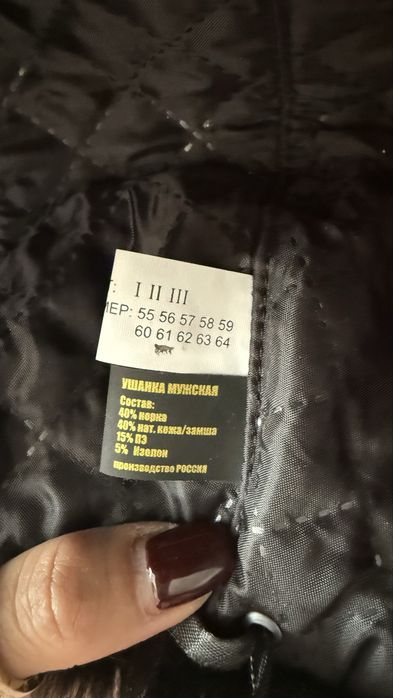 : I II III
ІЕР: 55 56 57 58 59
60 61 62 63 64
УШАНКА МУЖСКАЯ
Состав:
40% норка
40% нат. кожа/замша
15% ПЭ
5% Изолон
производство РОССИЯ